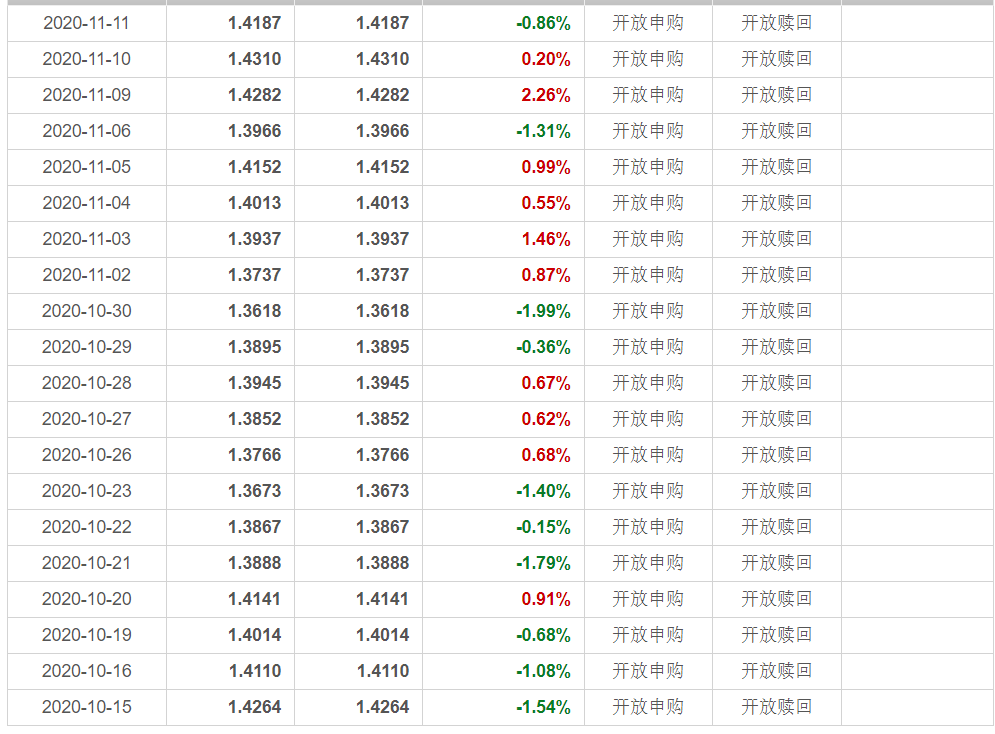 2020-11-11 1.4187 1.4187 -0.86% 开放申购 开放赎回
2020-11-10 1.4310 1.4310 0.20% 开放申购 开放赎回
2020-11-09 1.4282 1.4282 2.26% 开放申购 开放赎回
2020-11-06 1.3966 1.3966 -1.31% 开放申购 开放赎回
2020-11-05 1.4152 1.4152 0.99% 开放申购 开放赎回
2020-11-04 1.4013 1.4013 0.55% 开放申购 开放赎回
2020-11-03 1.3937 1.3937 1.46% 开放申购 开放赎回
2020-11-02 1.3737 1.3737 0.87% 开放申购 开放赎回
2020-10-30 1.3618 1.3618 -1.99% 开放申购 开放赎回
2020-10-29 1.3895 1.3895 -0.36% 开放申购 开放赎回
2020-10-28 1.3945 1.3945 0.67% 开放申购 开放赎回
2020-10-27 1.3852 1.3852 0.62% 开放申购 开放赎回
2020-10-26 1.3766 1.3766 0.68% 开放申购 开放赎回
2020-10-23 1.3673 1.3673 -1.40% 开放申购 开放赎回
2020-10-22 1.3867 1.3867 -0.15% 开放申购 开放赎回
2020-10-21 1.3888 1.3888 -1.79% 开放申购 开放赎回
2020-10-20 1.4141 1.4141 0.91% 开放申购 开放赎回
2020-10-19 1.4014 1.4014 -0.68% 开放申购 开放赎回
2020-10-16 1.4110 1.4110 -1.08% 开放申购 开放赎回
2020-10-15 1.4264 1.4264 -1.54% 开放申购 开放赎回